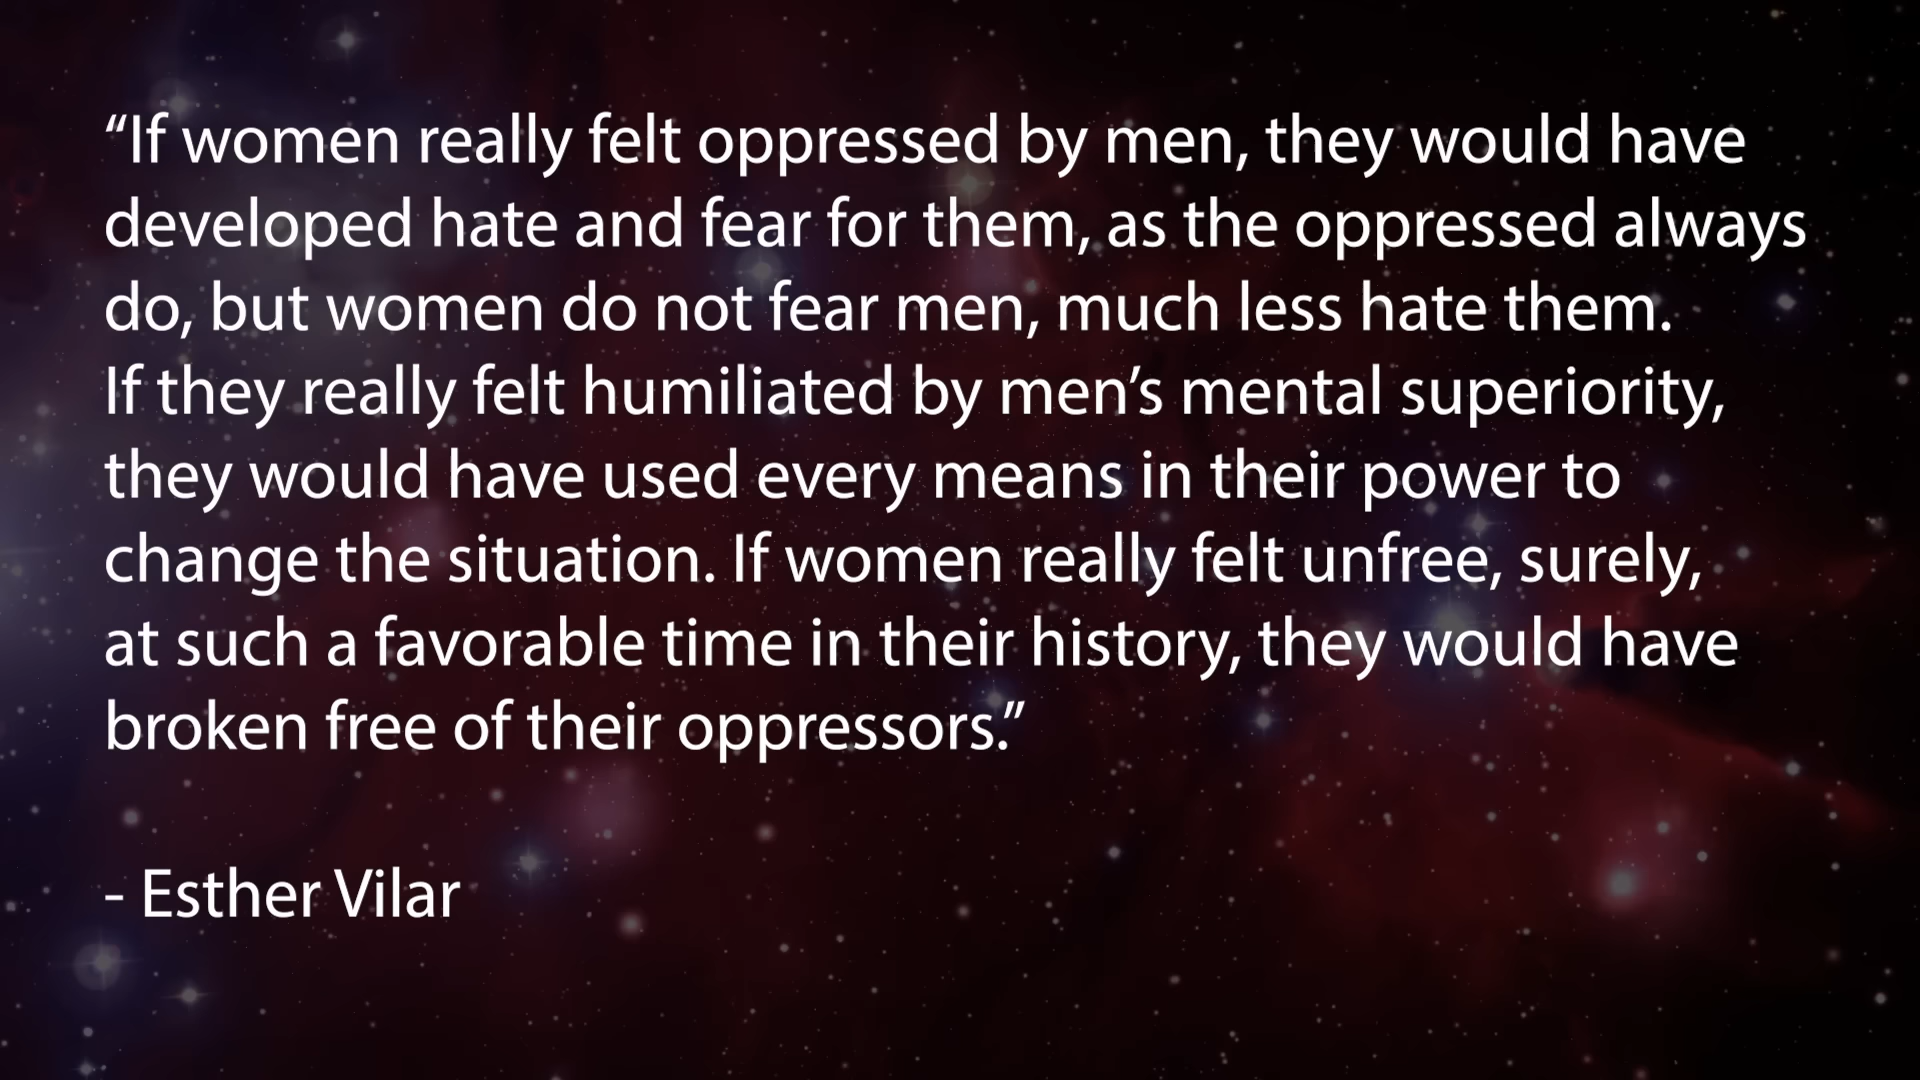 “If women really felt oppressed by men, they would have
developed hate and fear for them, as the oppressed always
do, but women do not fear men, much less hate them.
If they really felt humiliated by men’s mental superiority,
they would have used every means in their power to
change the situation. If women really felt unfree, surely,
at such a favorable time in their history, they would have
broken free of their oppressors.”
- Esther Vilar